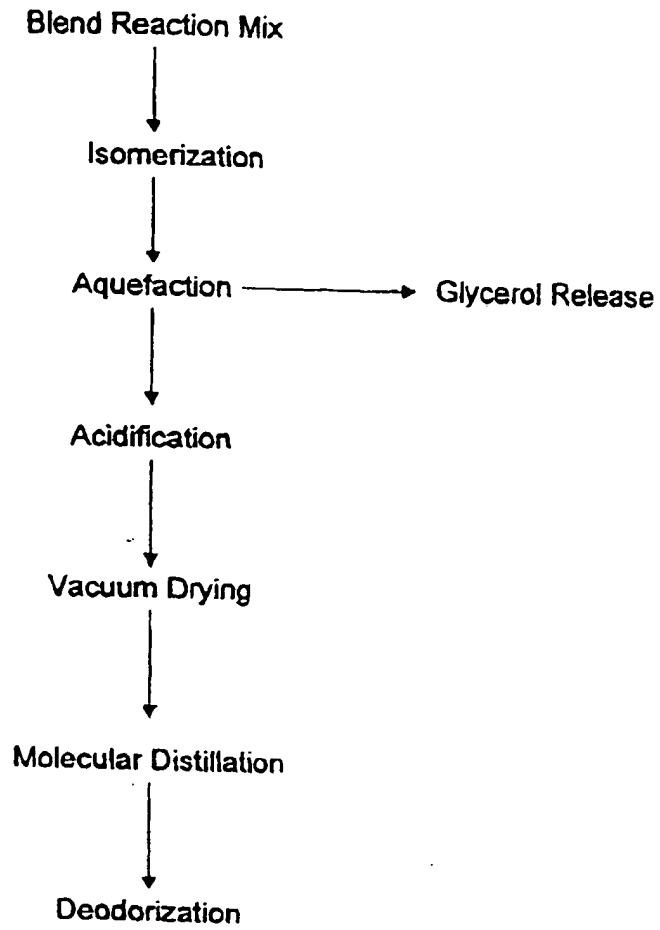 Blend Reaction Mix
Isomerization
Aquefaction
Glycerol Release
Acidification
Vacuum Drying
Molecular Distillation
Deodorization